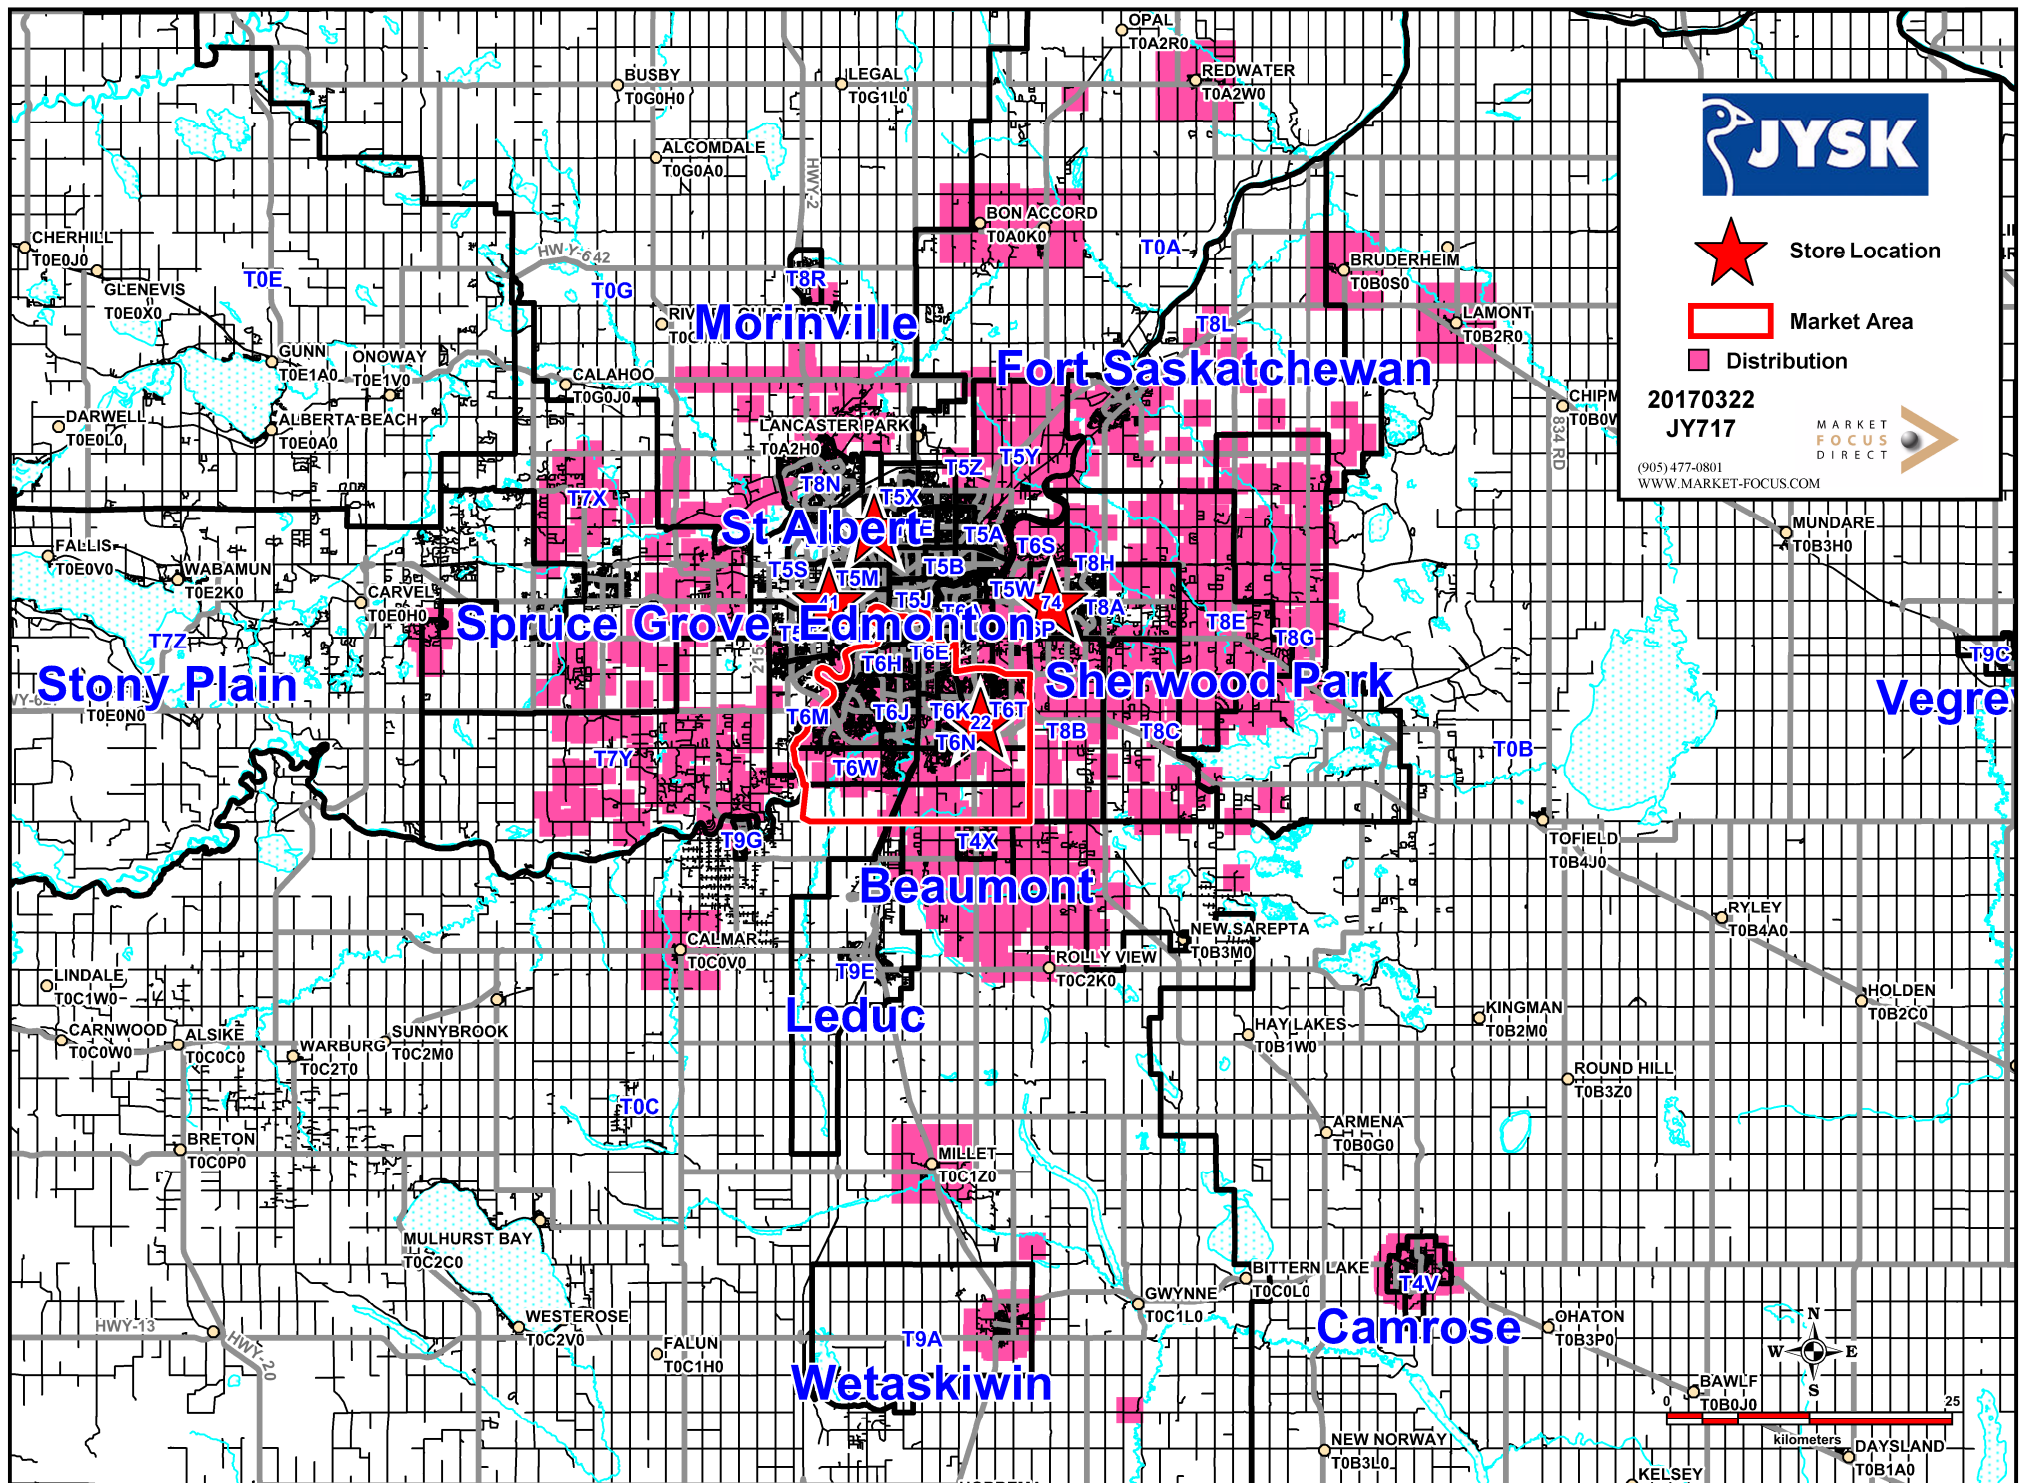 OPAL
T0A2R0
REDWATER
T0A2W0
BUSBY
T0G0H0
LEGAL
T0G1L0
ALCOMDALE
T0G0A0
HWY-2
JYSK
Store Location
Market Area
Distribution
20170322
JY717
MARKET
FOCUS
DIRECT
(905) 477-0801
WWW.MARKET-FOCUS.COM
CHERHILL
T0E0J0
GLENEVIS
T0E0X0
T0E
HWY-642
T0G
T8R
Morinville
BON ACCORD
T0A0K0
T0A
BRUDERHEIM
T0B0S0
LAMONT
T0B2R0
T8L
Fort Saskatchewan
GUNN
T0E1A0
ONOWAY
T0E1V0
CALAHOO
T0G0J0
DARWELL
T0E0L0
ALBERTA BEACH
T0E0A0
LANCASTER PARK
T0A2H0
834 RD
T5Z
T5Y
T7X
T8N
T5X
St Albert
T5A
T6S
MUNDARE
T0B3H0
FALLIS
T0E0V0
WABAMUN
T0E2K0
CARVEL
T0E0H0
T5S
T5M
T5B
T8H
T5W
T5J
41
74
T8A
T8E
T8G
Spruce Grove
Edmonton
T7Z
Stony Plain
T0E0N0
215
T6H
T6E
Sherwood Park
T9C
T6M
T6J
T6K
22
T6T
T6N
T8B
T8C
T0B
T7Y
T6W
T9G
T4X
Beaumont
TOFIELD
T0B4J0
RYLEY
T0B4A0
CALMAR
T0C0V0
NEW SAREPTA
T0B3M0
ROLLY VIEW
T0C2K0
T9E
Leduc
LINDALE
T0C1W0
CARNWOOD
T0C0W0
ALSIKE
T0C0C0
WARBURG
T0C2T0
SUNNYBROOK
T0C2M0
HOLDEN
T0B2C0
KINGMAN
T0B2M0
HAY LAKES
T0B1W0
ROUND HILL
T0B3Z0
T0C
ARMENA
T0B0G0
BRETON
T0C0P0
MILLET
T0C1Z0
MULHURST BAY
T0C2C0
WESTEROSE
T0C2V0
HWY-13
HWY-20
FALUN
T0C1H0
T9A
Wetaskiwin
GWYNNE
T0C1L0
BITTERN LAKE
T0C0L0
T4V
Camrose
OHATON
T0B3P0
BAWLF
T0B0J0
N
W
E
S
0
25
kilometers
NEW NORWAY
T0B3L0
DAYSLAND
T0B1A0
KELSEY